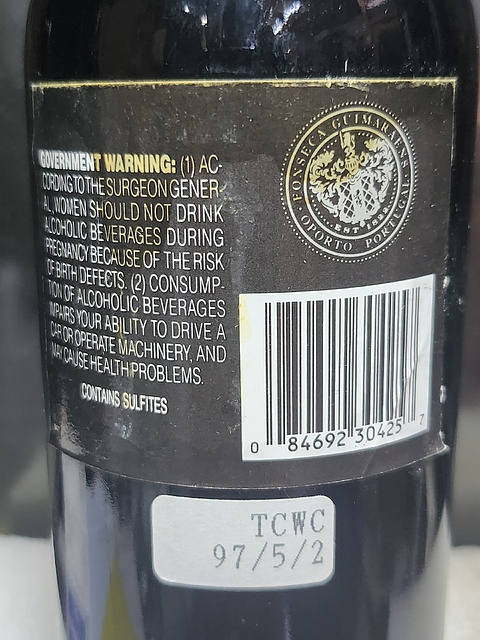 GOVERNMENT WARNING: (1) AC-
CORDING TO THE SURGEON GENER-
AL WOMEN SHOULD NOT DRINK
ALCOHOLIC BEVERAGES DURING
PREGNANCY BECAUSE OF THE RISK
OF BIRTH DEFECTS. (2) CONSUMP-
TION OF ALCOHOLIC BEVERAGES
IMPAIRS YOUR ABILITY TO DRIVE A
CAR OR OPERATE MACHINERY, AND
MAY CAUSE HEALTH PROBLEMS.
CONTAINS SULFITES
FONSECA GUIMARAENS
EST 1822
OPORTO PORTUGAL
0 84692 30425 7
TCWC
97/5/2